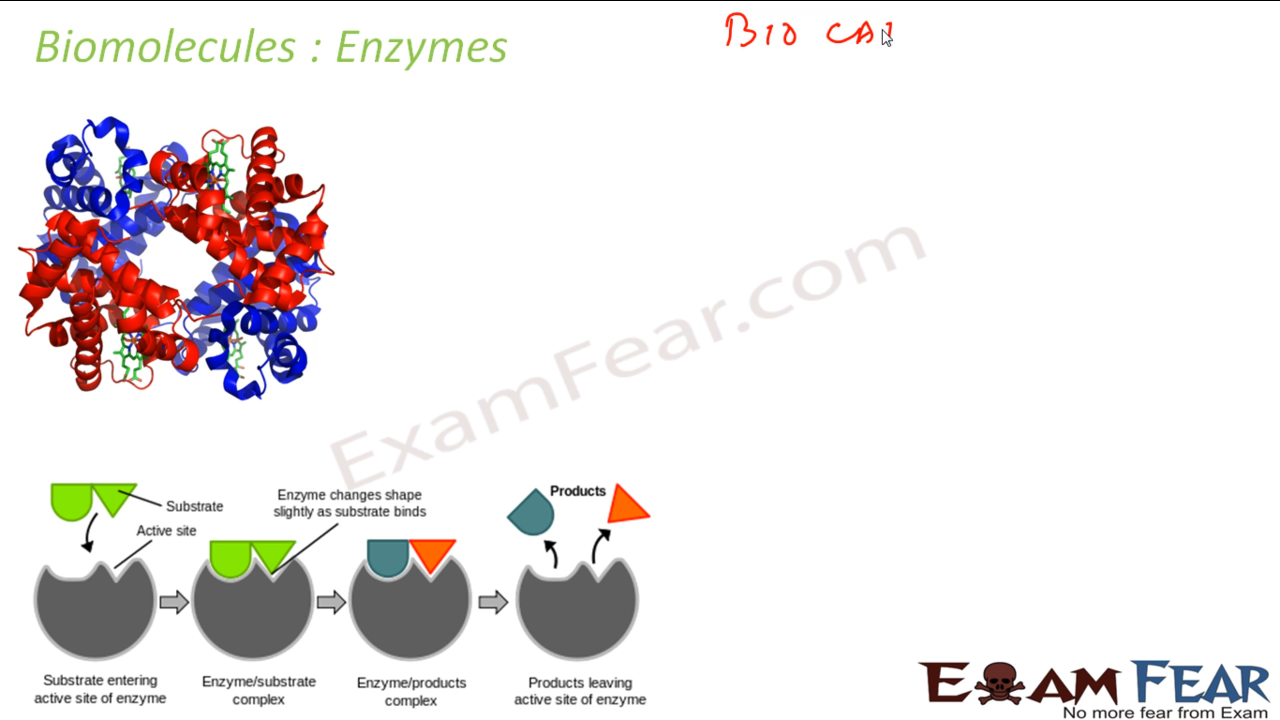 Biomolecules : Enzymes
BIO CA
ExamFear.com
Substrate
Active site
Enzyme changes shape
slightly as substrate binds
Products
Substrate entering
active site of enzyme
Enzyme/substrate
complex
Enzyme/products
complex
Products leaving
active site of enzyme
EXAM FEAR
No more fear from Exam